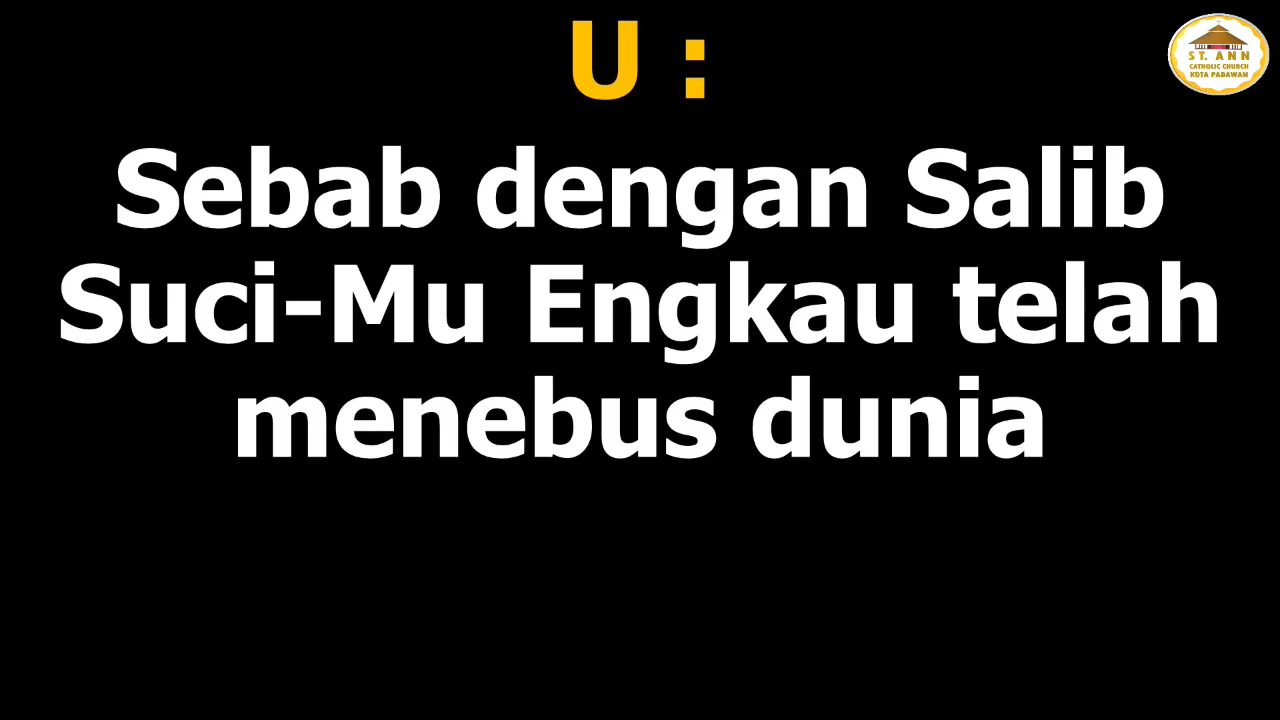 U :
Sebab dengan Salib
Suci-Mu Engkau telah
menebus dunia
ST. ANN
CATHOLIC CHURCH
KOTA PADAWAN